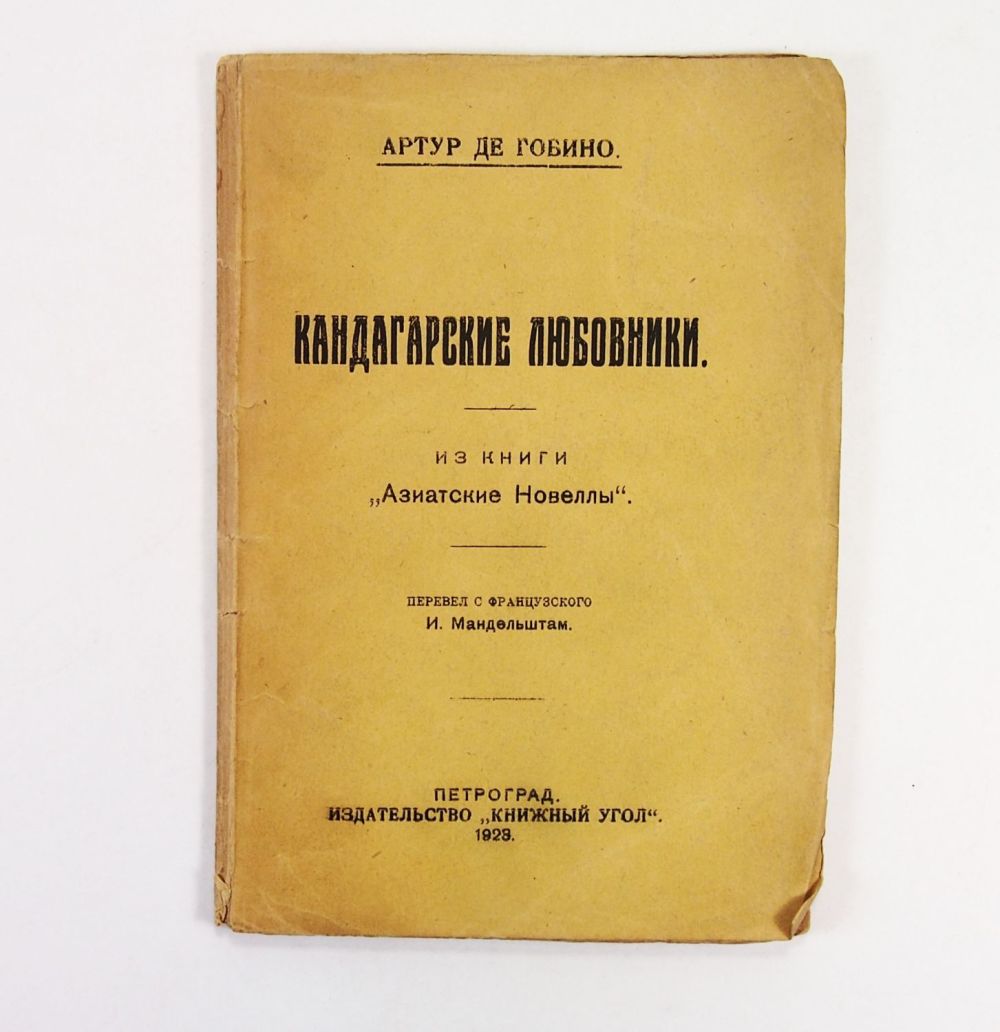 АРТУР ДЕ ГОБИНО.
КАНДАГАРСКИЕ ЛЮБОВНИКИ.
ИЗ КНИГИ
„Азиатские Новеллы“.
ПЕРЕВЕЛ С ФРАНЦУЗСКОГО
И. Мандельштам.
ПЕТРОГРАД.
ИЗДАТЕЛЬСТВО „КНИЖНЫЙ УГОЛ“.
1923.